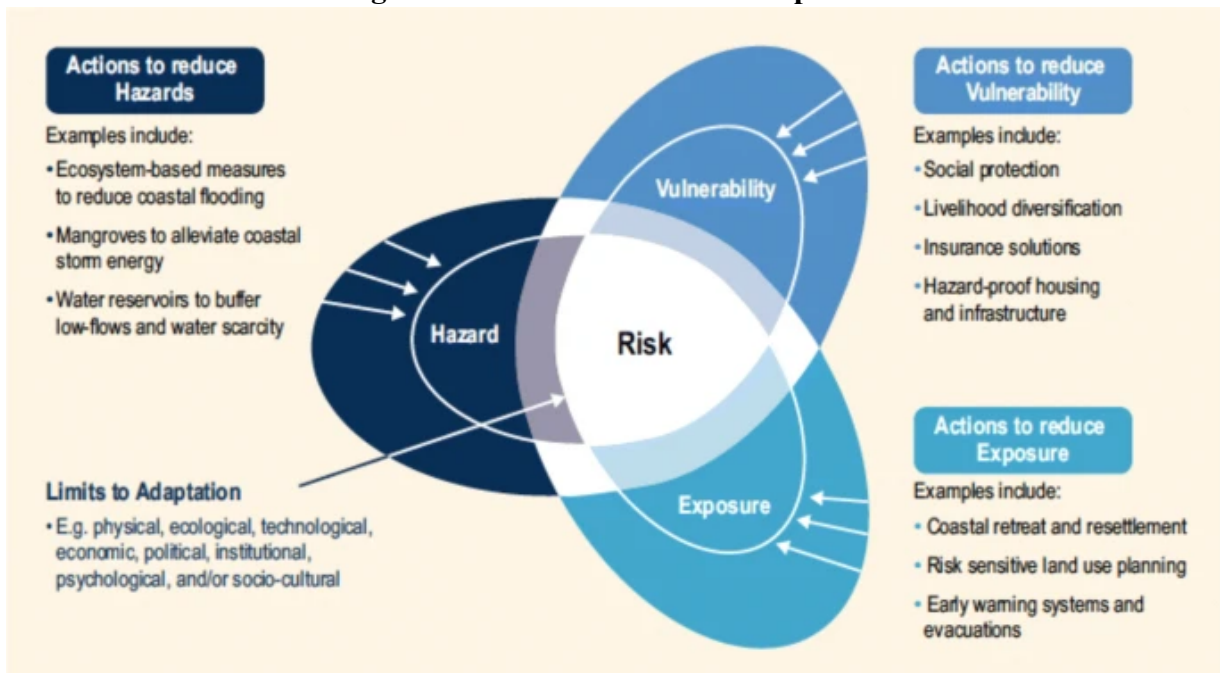 Actions to reduce
Hazards
Examples include:
• Ecosystem-based measures
to reduce coastal flooding
• Mangroves to alleviate coastal
storm energy
• Water reservoirs to buffer
low-flows and water scarcity
Limits to Adaptation
• E.g. physical, ecological, technological,
economic, political, institutional,
psychological, and/or socio-cultural
Hazard
Vulnerability
Risk
Exposure
Actions to reduce
Vulnerability
Examples include:
• Social protection
• Livelihood diversification
• Insurance solutions
• Hazard-proof housing
and infrastructure
Actions to reduce
Exposure
Examples include:
• Coastal retreat and resettlement
• Risk sensitive land use planning
• Early warning systems and
evacuations